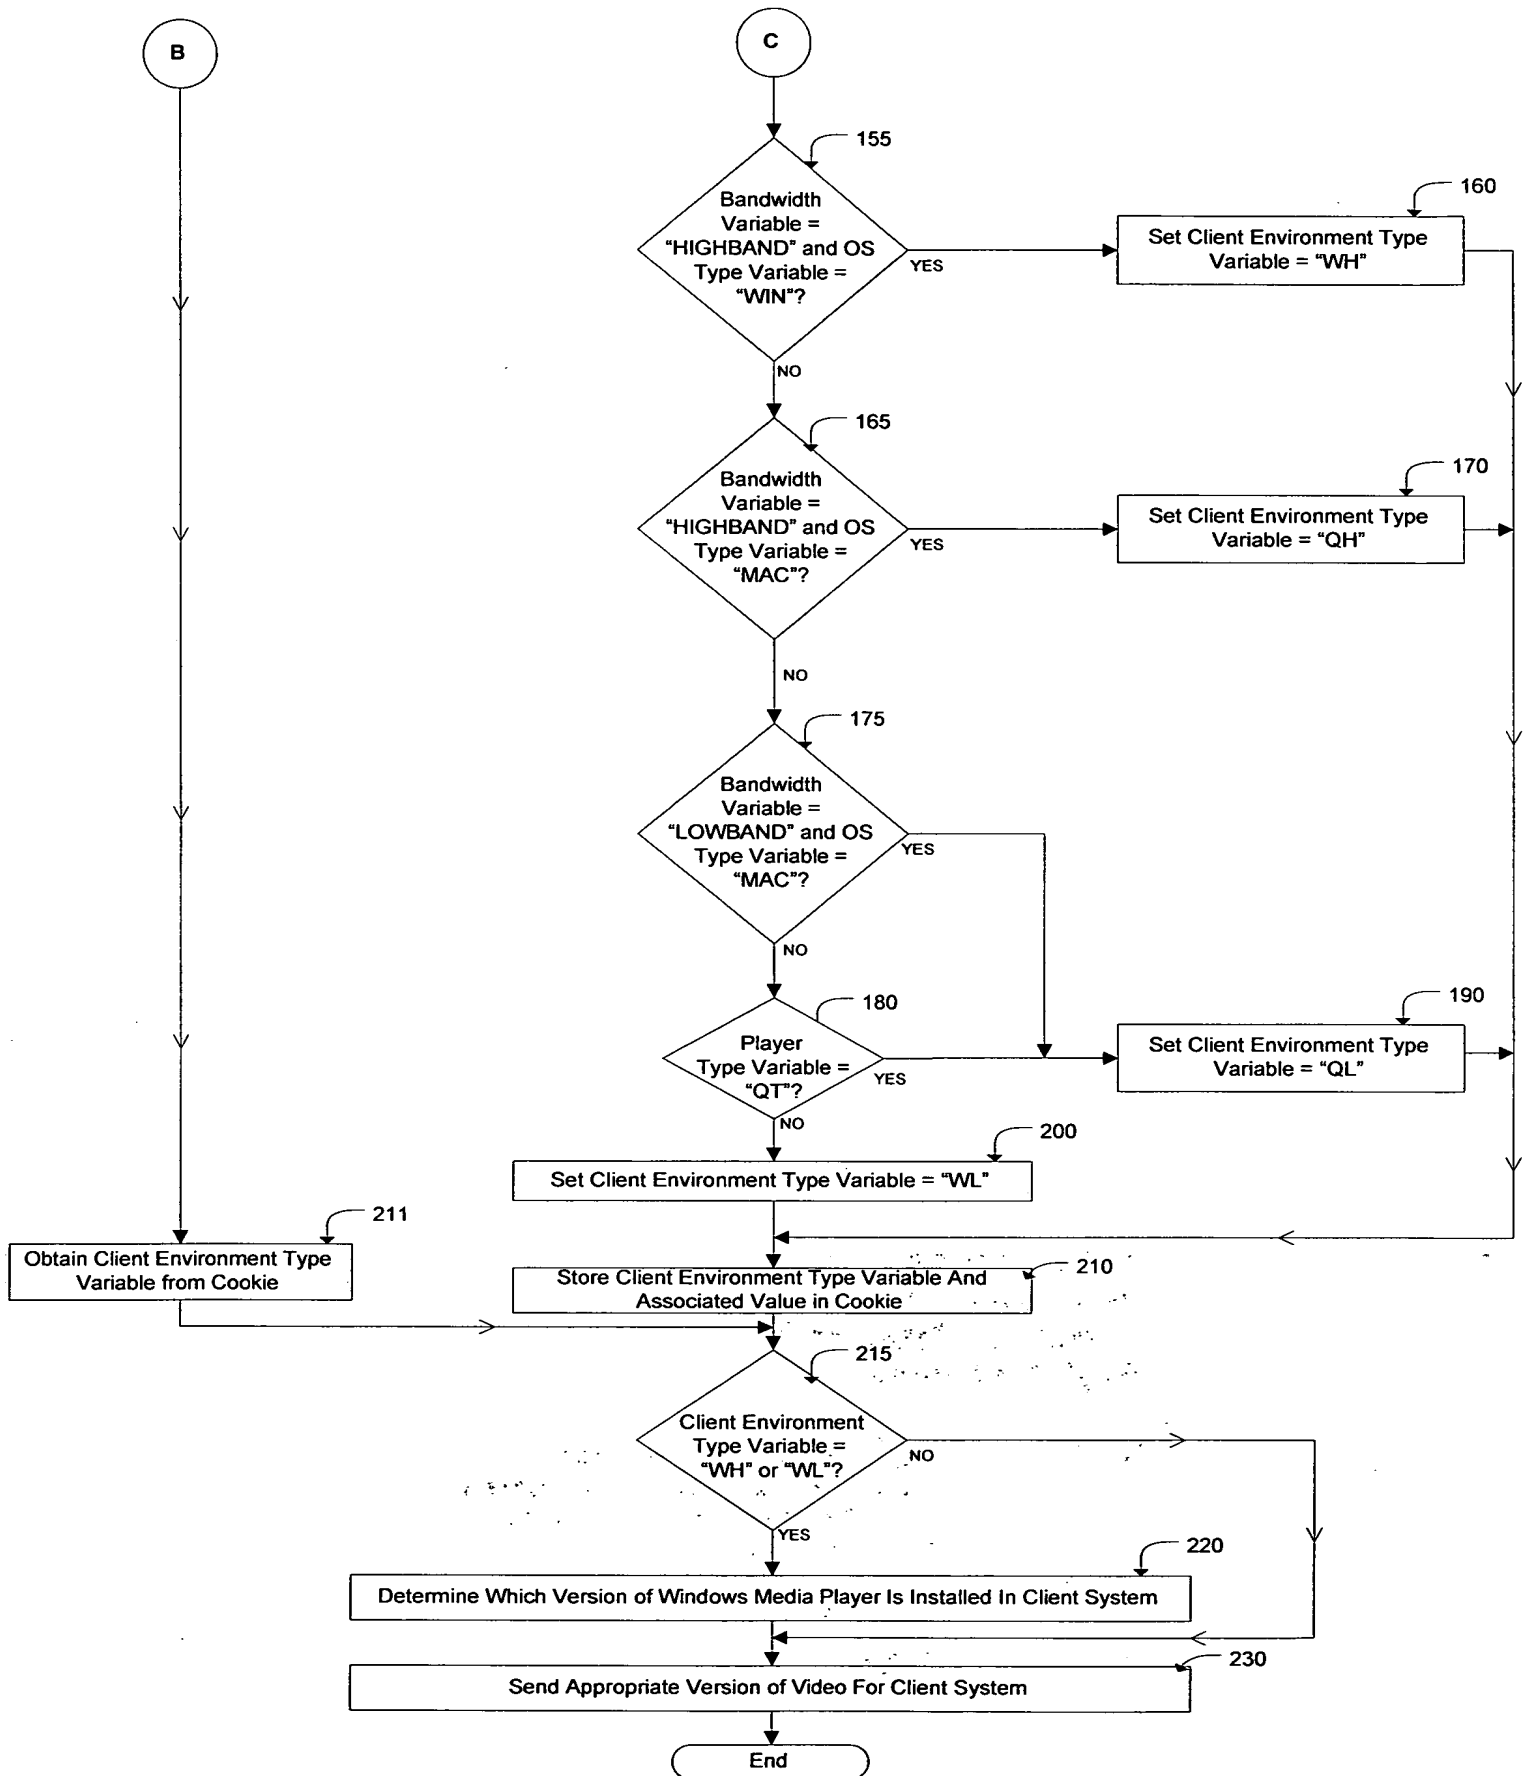 B
C
155
Bandwidth
Variable =
“HIGHBAND” and OS
Type Variable =
“WIN”?
YES
NO
160
Set Client Environment Type
Variable = “WH”
165
Bandwidth
Variable =
“HIGHBAND” and OS
Type Variable =
“MAC”?
YES
NO
170
Set Client Environment Type
Variable = “QH”
175
Bandwidth
Variable =
“LOWBAND” and OS
Type Variable =
“MAC”?
YES
NO
180
Player
Type Variable =
“QT”?
YES
NO
190
Set Client Environment Type
Variable = “QL”
200
Set Client Environment Type Variable = “WL”
211
Obtain Client Environment Type
Variable from Cookie
210
Store Client Environment Type Variable And
Associated Value in Cookie
215
Client Environment
Type Variable =
“WH” or “WL”?
NO
YES
220
Determine Which Version of Windows Media Player Is Installed In Client System
230
Send Appropriate Version of Video For Client System
End